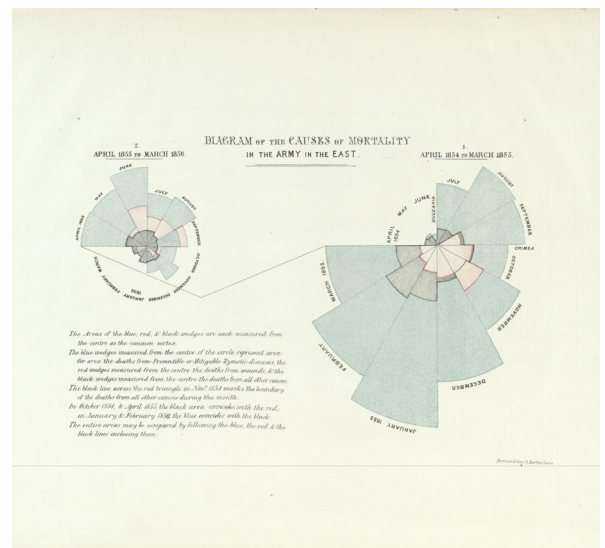 DIAGRAM OF THE CAUSES OF MORTALITY
IN THE ARMY IN THE EAST.
2.
APRIL 1855 TO MARCH 1856.
1.
APRIL 1854 TO MARCH 1855.
APRIL 1855
MAY
JUNE
JULY
AUGUST
SEPTEMBER
OCTOBER
NOVEMBER
DECEMBER
JANUARY 1856
FEBRUARY
MARCH
APRIL 1854
MAY
JUNE
BULGARIA
JULY
AUGUST
SEPTEMBER
CRIMEA
OCTOBER
NOVEMBER
DECEMBER
JANUARY 1855
FEBRUARY
MARCH 1855
The Areas of the blue, red, & black wedges are each measured from
the centre as the common vertex.
The blue wedges measured from the centre of the circle represent area
for area the deaths from Preventible or Mitigable Zymotic diseases, the
red wedges measured from the centre the deaths from wounds, & the
black wedges measured from the centre the deaths from all other causes.
The black line across the red triangle in Novr. 1854 marks the boundary
of the deaths from all other causes during the month.
In October 1854, & April 1855, the black area coincides with the red,
in January & February 1856, the blue coincides with the black.
The entire areas may be compared by following the blue, the red & the
black lines enclosing them.